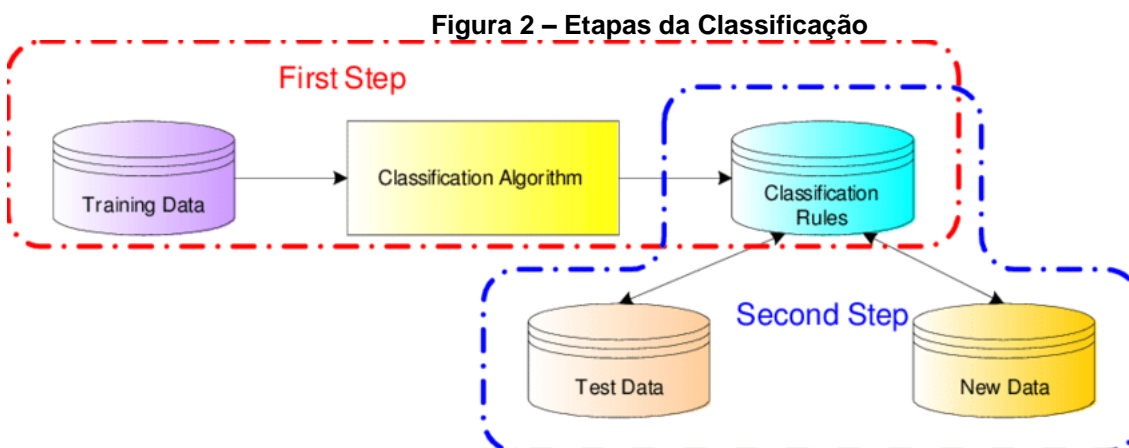 Figura 2 – Etapas da Classificação
First Step
Training Data
Classification Algorithm
Classification
Rules
Second Step
Test Data
New Data